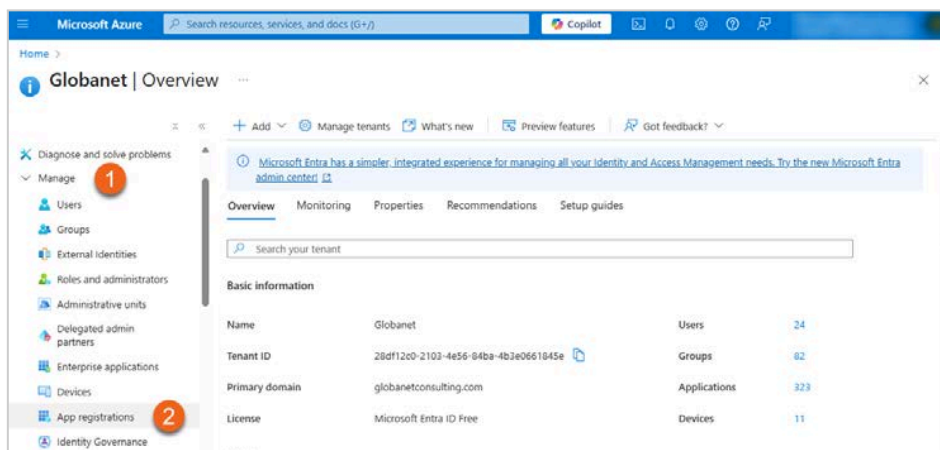 Microsoft Azure
Search resources, services, and docs (G+/)
Copilot
Home >
Globanet | Overview ...
+ Add
Manage tenants
What's new
Preview features
Got feedback?
Diagnose and solve problems
Manage
1
Users
Groups
External Identities
Roles and administrators
Administrative units
Delegated admin
partners
Enterprise applications
Devices
App registrations
2
Identity Governance
Microsoft Entra has a simpler, integrated experience for managing all your Identity and Access Management needs. Try the new Microsoft Entra
admin center!
Overview Monitoring Properties Recommendations Setup guides
Search your tenant
Basic information
Name Globanet Users 24
Tenant ID 28df12c0-2103-4e56-84ba-4b3e0661845e Groups 82
Primary domain globanetconsulting.com Applications 323
License Microsoft Entra ID Free Devices 11